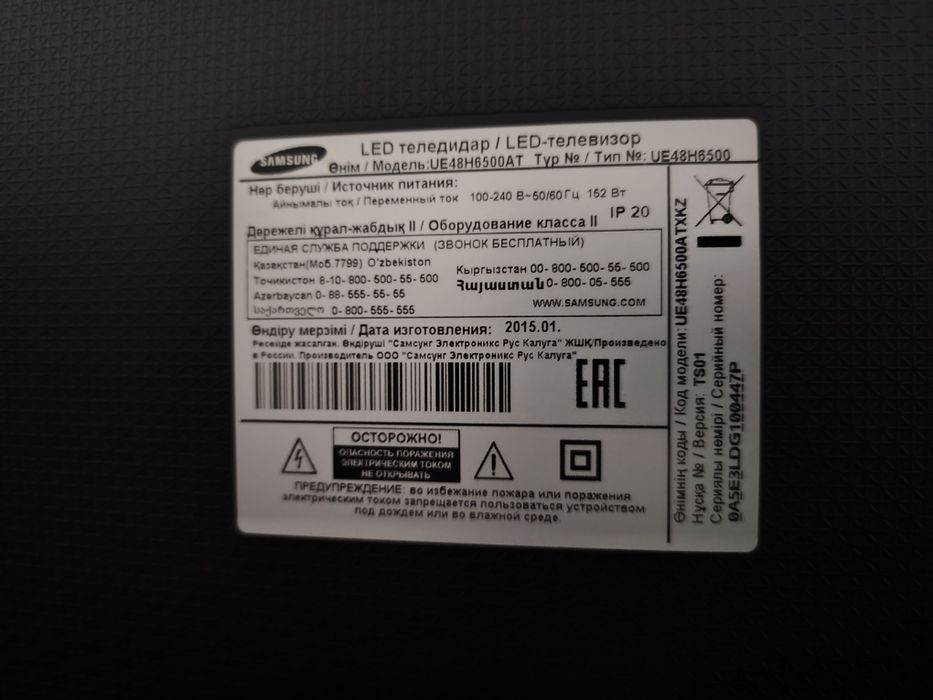 SAMSUNG
LED теледидар / LED-телевизор
Өнім / Модель:UE48H6500AT Түр № / Тип №: UE48H6500
Нәр беруші / Источник питания:
Айнымалы ток / Переменный ток 100-240 В~50/60 Гц 152 Вт
IP 20
Дәрежелі құрал-жабдық II / Оборудование класса II
ЕДИНАЯ СЛУЖБА ПОДДЕРЖКИ (ЗВОНОК БЕСПЛАТНЫЙ)
Қазақстан(Моб.7799) O'zbekiston
Точикистон 8-10-800-500-55-500
Кыргызстан 00-800-500-55-500
Azərbaycan 0-88-555-55-55
Հայաստան 0-800-05-555
საქართველო 0-800-555-555
WWW.SAMSUNG.COM
Өндіру мерзімі / Дата изготовления: 2015.01.
Ресейде жасалған. Өндіруші "Самсунг Электроникс Рус Калуга" ЖШҚ/Произведено
в России. Производитель ООО "Самсунг Электроникс Рус Калуга"
EAC
ОСТОРОЖНО!
ОПАСНОСТЬ ПОРАЖЕНИЯ
ЭЛЕКТРИЧЕСКИМ ТОКОМ
НЕ ОТКРЫВАТЬ
ПРЕДУПРЕЖДЕНИЕ: во избежание пожара или поражения
электрическим током запрещается пользоваться устройством
под дождем или во влажной среде.
Өнімнің коды / Код модели: UE48H6500ATXKZ
Нұсқа № / Версия: TS01
Сериялы нөмірі / Серийный номер:
0A5E3LDG100447P